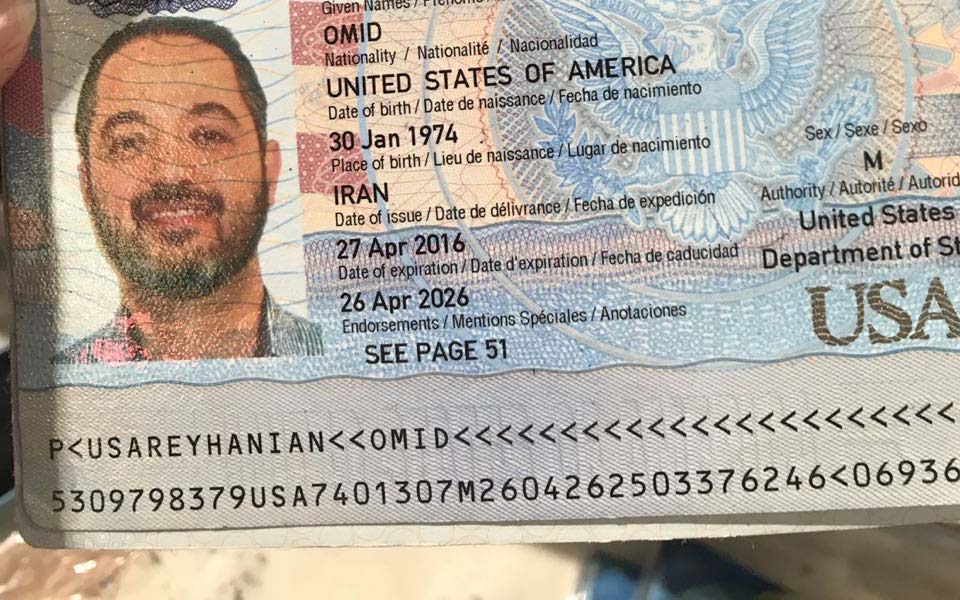 Given Names / Prénoms
OMID
Nationality / Nationalité / Nacionalidad
UNITED STATES OF AMERICA
Date of birth / Date de naissance / Fecha de nacimiento
30 Jan 1974
Place of birth / Lieu de naissance / Lugar de nacimiento
Sex / Sexe / Sexo
IRAN
M
Date of issue / Date de délivrance / Fecha de expedición
Authority / Autorité / Autorid
27 Apr 2016
United States
Date of expiration / Date d'expiration / Fecha de caducidad
Department of St
26 Apr 2026
USA
Endorsements / Mentions Spéciales / Anotaciones
SEE PAGE 51
P<USAREYHANIAN<<OMID<<<<<<<<<<<<<<<<<<<<<<<<
5309798379USA7401307M2604262503376246<06936